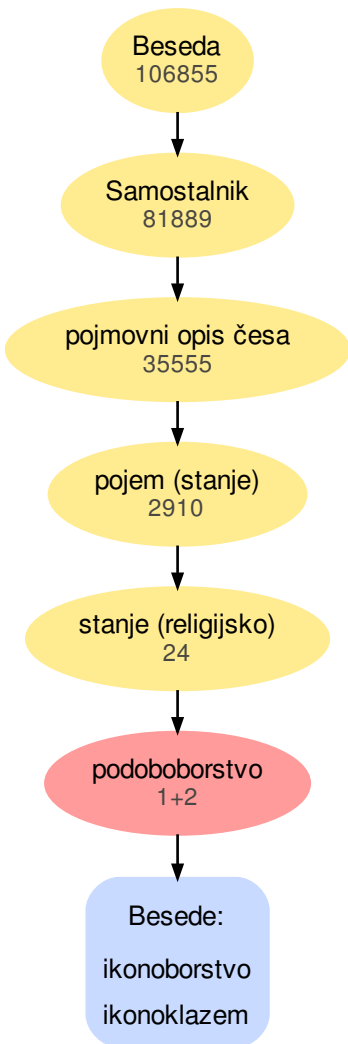 Beseda
106855
Samostalnik
81889
pojmovni opis česa
35555
pojem (stanje)
2910
stanje (religijsko)
24
podoboborstvo
1+2
Besede:
ikonoborstvo
ikonoklazem